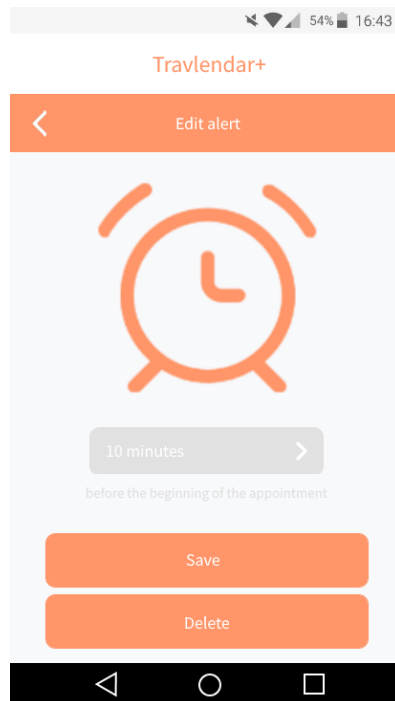 54% 16:43
Travlendar+
Edit alert
10 minutes
before the beginning of the appointment
Save
Delete